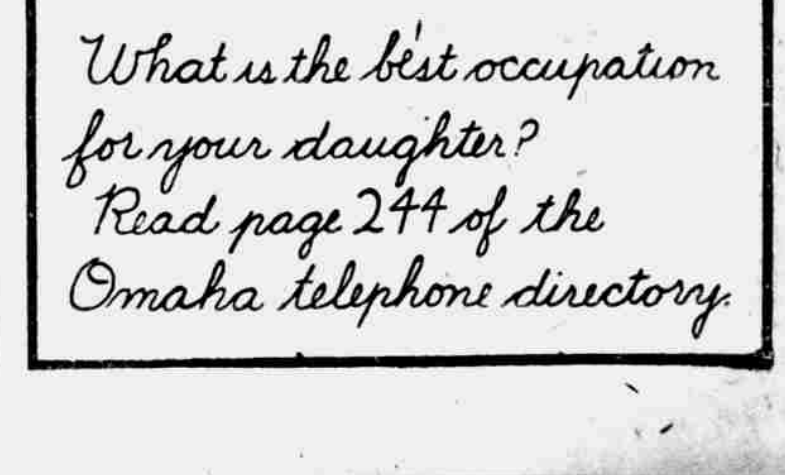 What is the best occupation
for your daughter?
Read page 244 of the
Omaha telephone directory.